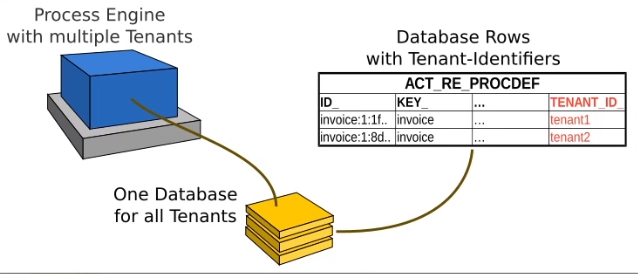 Process Engine
with multiple Tenants
Database Rows
with Tenant-Identifiers
ACT_RE_PROCDEF
ID_ KEY_ ... TENANT_ID_
invoice:1:1f.. invoice ... tenant1
invoice:1:8d.. invoice ... tenant2
One Database
for all Tenants